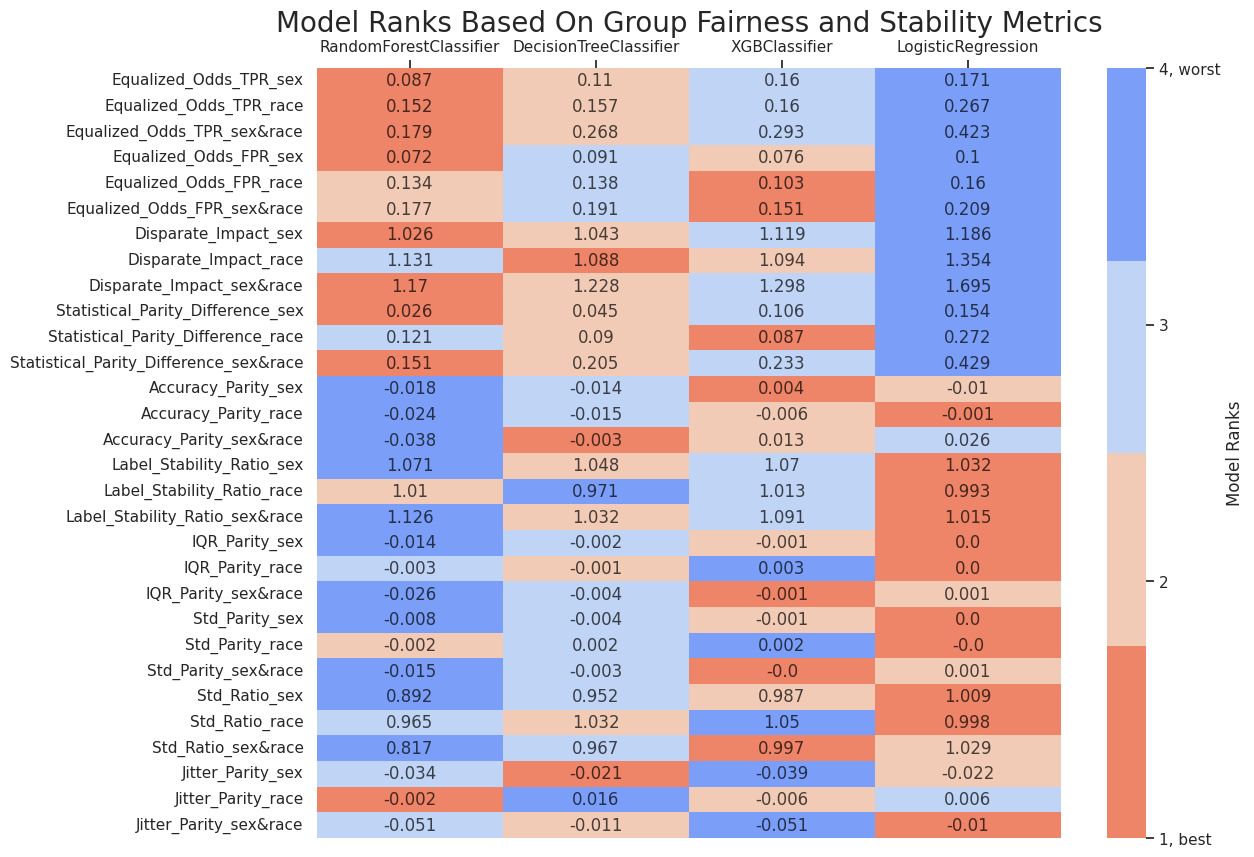 Model Ranks Based On Group Fairness and Stability Metrics
RandomForestClassifier DecisionTreeClassifier XGBClassifier LogisticRegression
Equalized_Odds_TPR_sex 0.087 0.11 0.16 0.171
Equalized_Odds_TPR_race 0.152 0.157 0.16 0.267
Equalized_Odds_TPR_sex&race 0.179 0.268 0.293 0.423
Equalized_Odds_FPR_sex 0.072 0.091 0.076 0.1
Equalized_Odds_FPR_race 0.134 0.138 0.103 0.16
Equalized_Odds_FPR_sex&race 0.177 0.191 0.151 0.209
Disparate_Impact_sex 1.026 1.043 1.119 1.186
Disparate_Impact_race 1.131 1.088 1.094 1.354
Disparate_Impact_sex&race 1.17 1.228 1.298 1.695
Statistical_Parity_Difference_sex 0.026 0.045 0.106 0.154
Statistical_Parity_Difference_race 0.121 0.09 0.087 0.272
Statistical_Parity_Difference_sex&race 0.151 0.205 0.233 0.429
Accuracy_Parity_sex -0.018 -0.014 0.004 -0.01
Accuracy_Parity_race -0.024 -0.015 -0.006 -0.001
Accuracy_Parity_sex&race -0.038 -0.003 0.013 0.026
Label_Stability_Ratio_sex 1.071 1.048 1.07 1.032
Label_Stability_Ratio_race 1.01 0.971 1.013 0.993
Label_Stability_Ratio_sex&race 1.126 1.032 1.091 1.015
IQR_Parity_sex -0.014 -0.002 -0.001 0.0
IQR_Parity_race -0.003 -0.001 0.003 0.0
IQR_Parity_sex&race -0.026 -0.004 -0.001 0.001
Std_Parity_sex -0.008 -0.004 -0.001 0.0
Std_Parity_race -0.002 0.002 0.002 -0.0
Std_Parity_sex&race -0.015 -0.003 -0.0 0.001
Std_Ratio_sex 0.892 0.952 0.987 1.009
Std_Ratio_race 0.965 1.032 1.05 0.998
Std_Ratio_sex&race 0.817 0.967 0.997 1.029
Jitter_Parity_sex -0.034 -0.021 -0.039 -0.022
Jitter_Parity_race -0.002 0.016 -0.006 0.006
Jitter_Parity_sex&race -0.051 -0.011 -0.051 -0.01
4, worst
3
2
1, best
Model Ranks